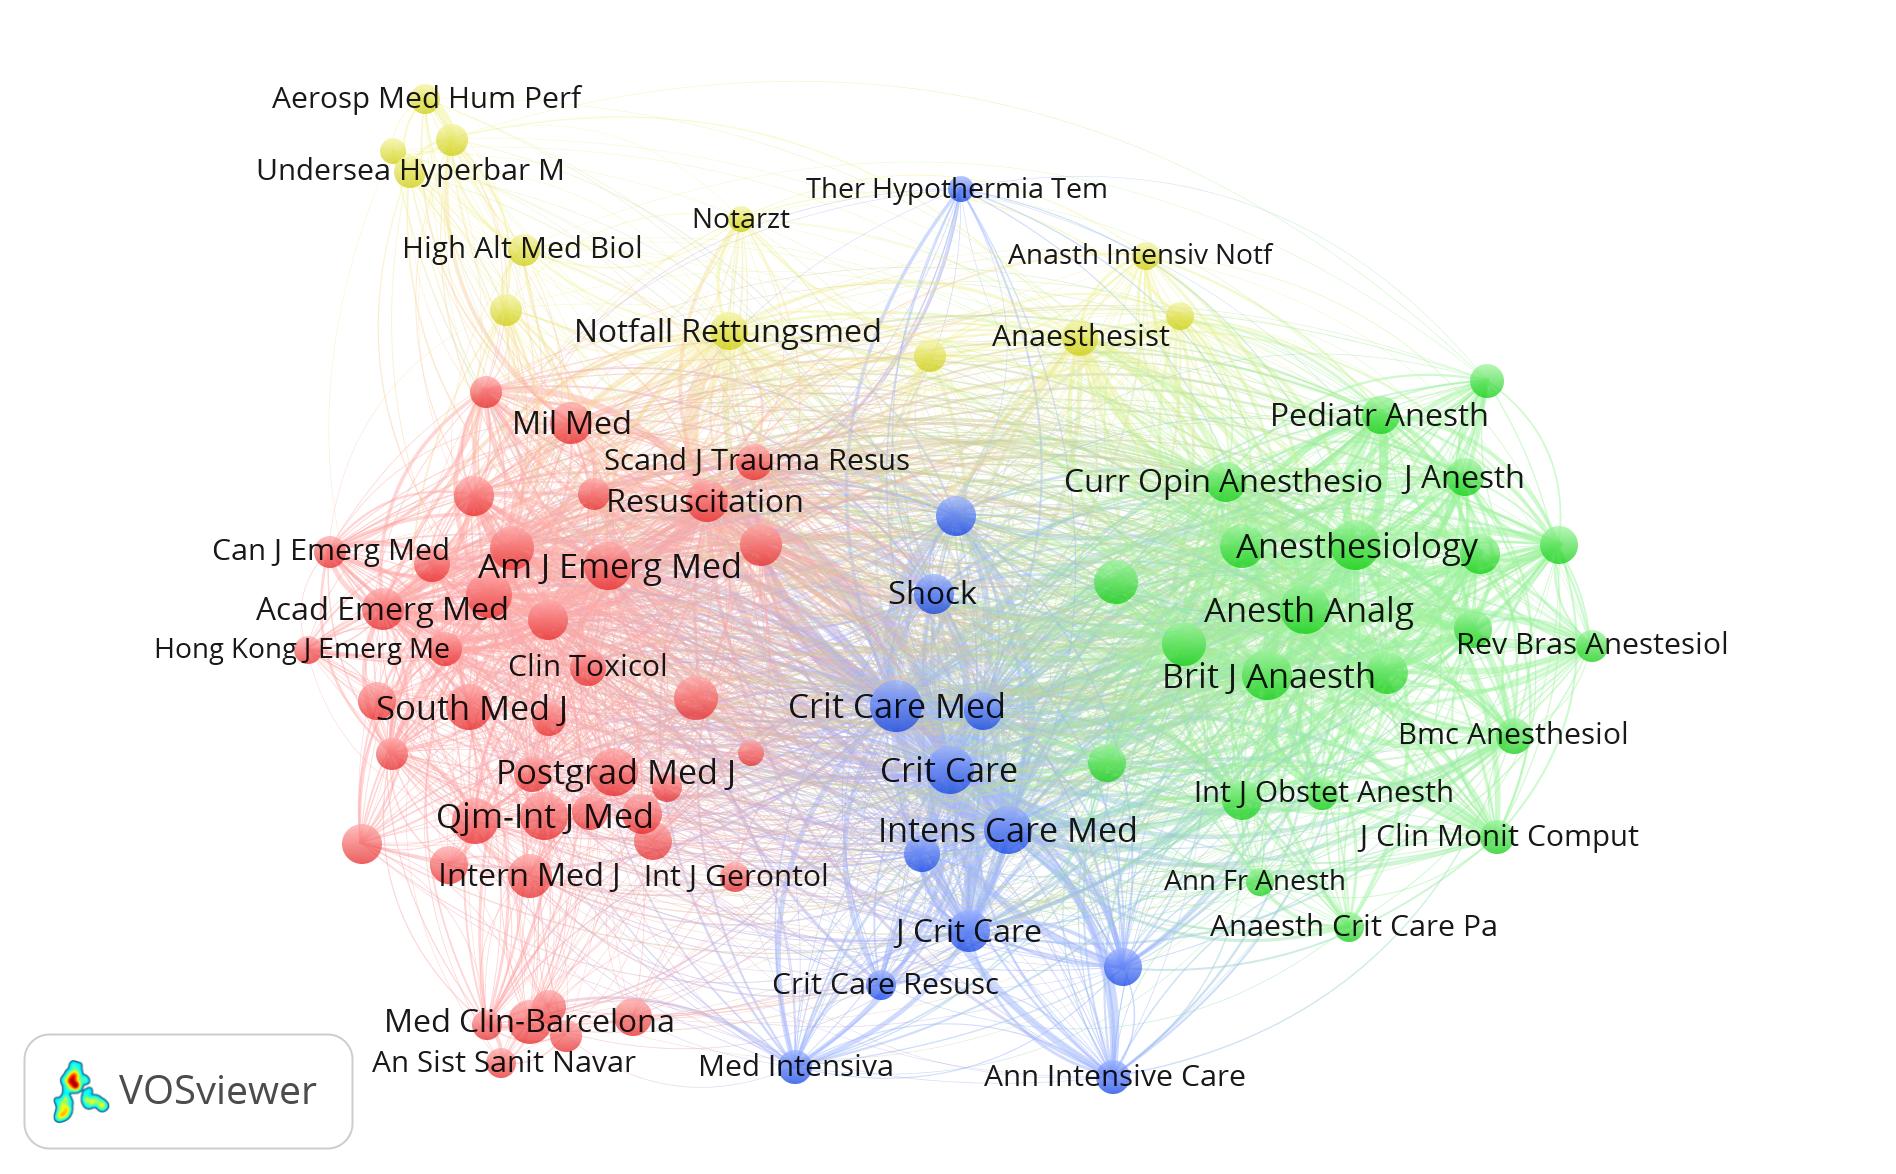 Aerosp Med Hum Perf
Undersea Hyperbar M
Ther Hypothermia Tem
Notarzt
High Alt Med Biol
Anasth Intensiv Notf
Notfall Rettungsmed
Anaesthesist
Pediatr Anesth
Mil Med
Scand J Trauma Resus
Curr Opin Anesthesio
J Anesth
Resuscitation
Can J Emerg Med
Anesthesiology
Am J Emerg Med
Shock
Acad Emerg Med
Anesth Analg
Hong Kong J Emerg Me
Rev Bras Anestesiol
Clin Toxicol
Brit J Anaesth
South Med J
Crit Care Med
Bmc Anesthesiol
Postgrad Med J
Crit Care
Int J Obstet Anesth
Qjm-Int J Med
Intens Care Med
J Clin Monit Comput
Intern Med J
Int J Gerontol
Ann Fr Anesth
Anaesth Crit Care Pa
J Crit Care
Crit Care Resusc
Med Clin-Barcelona
An Sist Sanit Navar
Med Intensiva
Ann Intensive Care
VOSviewer